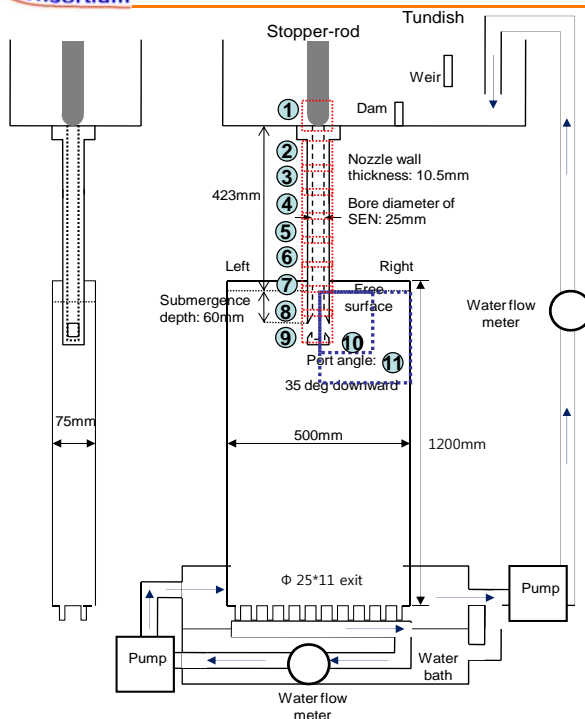 Consortium
Tundish
Stopper-rod
Weir
Dam
1
2
3
4
5
6
7
8
9
10
11
Nozzle wall
thickness: 10.5mm
423mm
Bore diameter of
SEN: 25mm
Left
Right
Free
surface
Submergence
depth: 60mm
Water flow
meter
Port angle:
35 deg downward
75mm
500mm
1200mm
Φ 25*11 exit
Pump
Pump
Water
bath
Water flow
meter